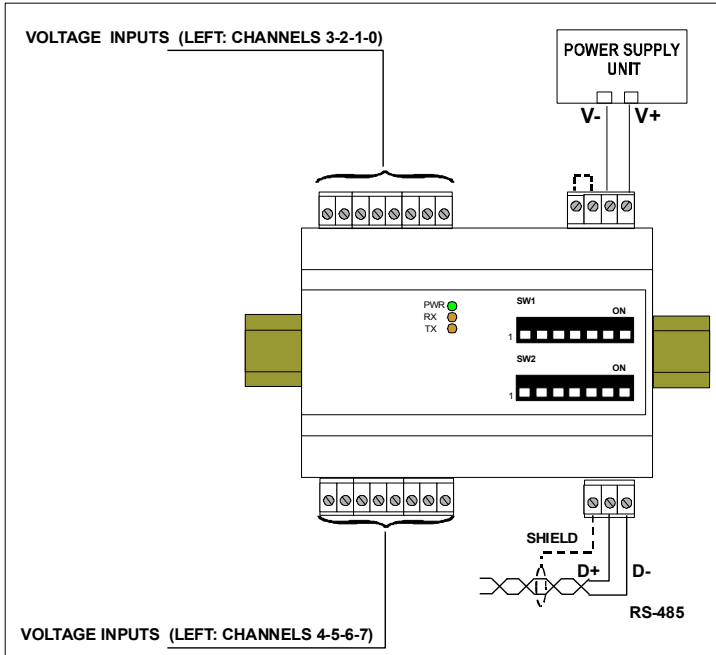 VOLTAGE INPUTS (LEFT: CHANNELS 3-2-1-0)
POWER SUPPLY
UNIT
V- V+
PWR
RX
TX
SW1
ON
1
SW2
ON
1
SHIELD
D+ D-
RS-485
VOLTAGE INPUTS (LEFT: CHANNELS 4-5-6-7)